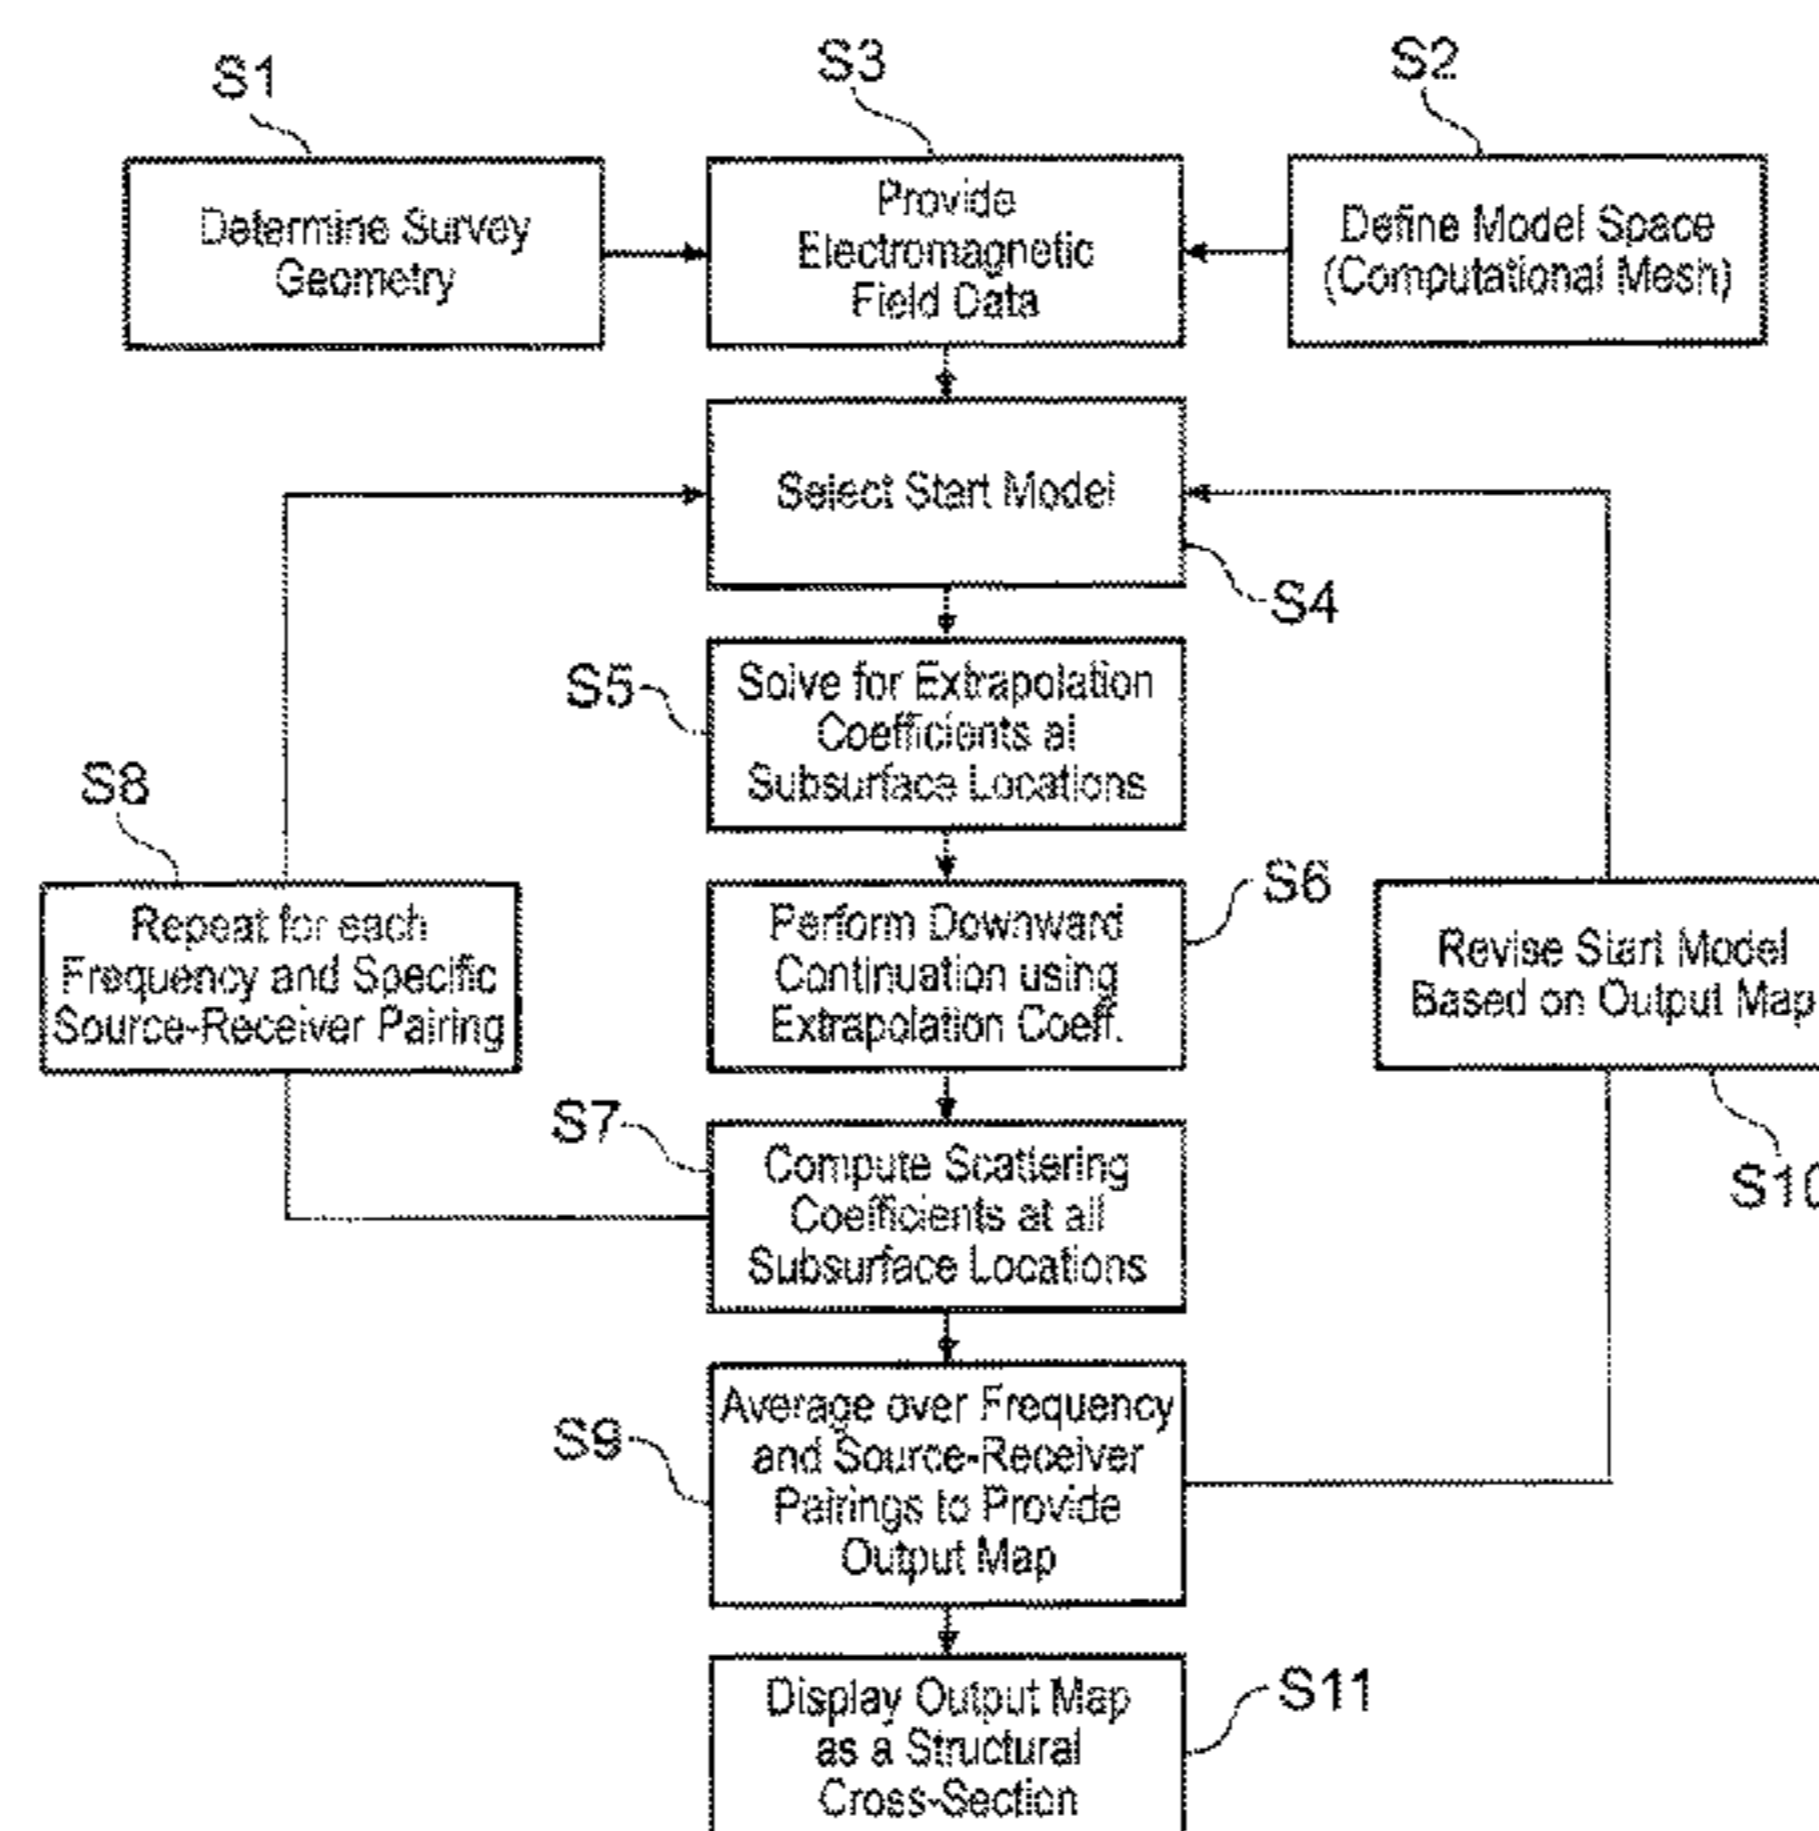 S1
S3
S2
Determine Survey
Geometry
Provide
Electromagnetic
Field Data
Define Model Space
(Computational Mesh)
Select Start Model
S4
S5
Solve for Extrapolation
Coefficients at
Subsurface Locations
S8
Repeat for each
Frequency and Specific
Source-Receiver Pairing
S6
Perform Downward
Continuation using
Extrapolation Coeff.
Revise Start Model
Based on Output Map
S10
S7
Compute Scattering
Coefficients at all
Subsurface Locations
S9
Average over Frequency
and Source-Receiver
Pairings to Provide
Output Map
S11
Display Output Map
as a Structural
Cross-Section